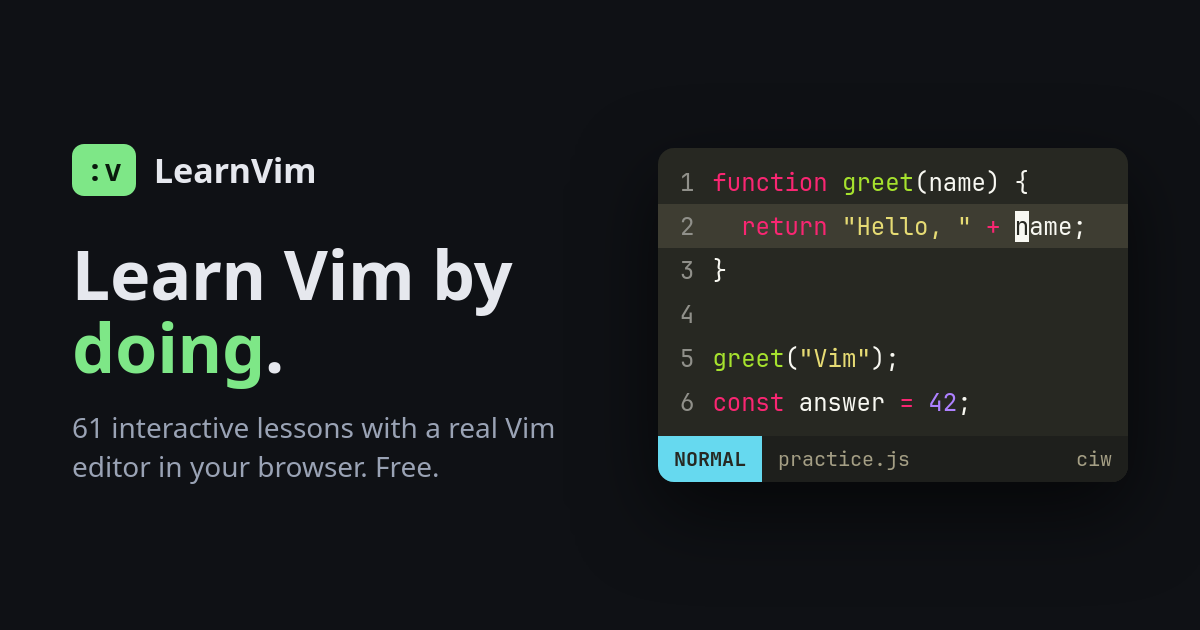 :v LearnVim
Learn Vim by
doing.
61 interactive lessons with a real Vim
editor in your browser. Free.
1 function greet(name) {
2   return "Hello, " + name;
3 }
4
5 greet("Vim");
6 const answer = 42;
NORMAL practice.js ciw